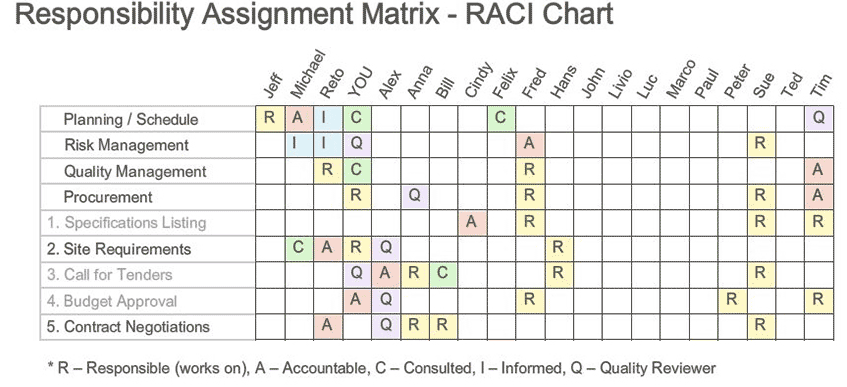 Responsibility Assignment Matrix - RACI Chart
Jeff Michael Reto YOU Alex Anna Bill Cindy Felix Fred Hans John Livio Luc Marco Paul Peter Sue Ted Tim
Planning / Schedule R A I C C Q
Risk Management I I Q A R
Quality Management R C R A
Procurement R Q R R A
1. Specifications Listing A R R R
2. Site Requirements C A R Q R
3. Call for Tenders Q A R C R R
4. Budget Approval A Q R R R
5. Contract Negotiations A Q R R R
* R – Responsible (works on), A – Accountable, C – Consulted, I – Informed, Q – Quality Reviewer